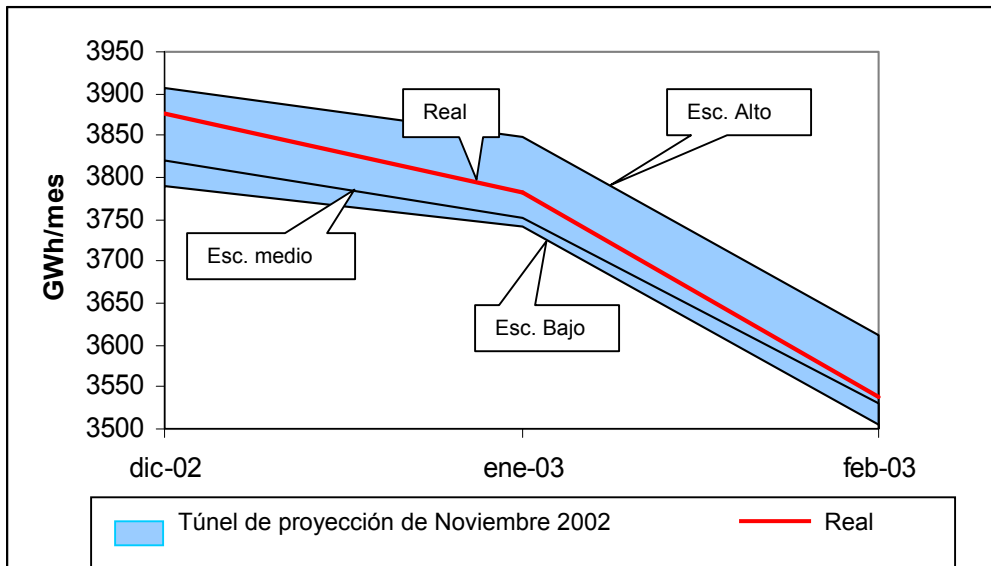 3950
3900
3850
3800
3750
3700
3650
3600
3550
3500
GWh/mes
Real
Esc. Alto
Esc. medio
Esc. Bajo
dic-02 ene-03 feb-03
Túnel de proyección de Noviembre 2002 Real